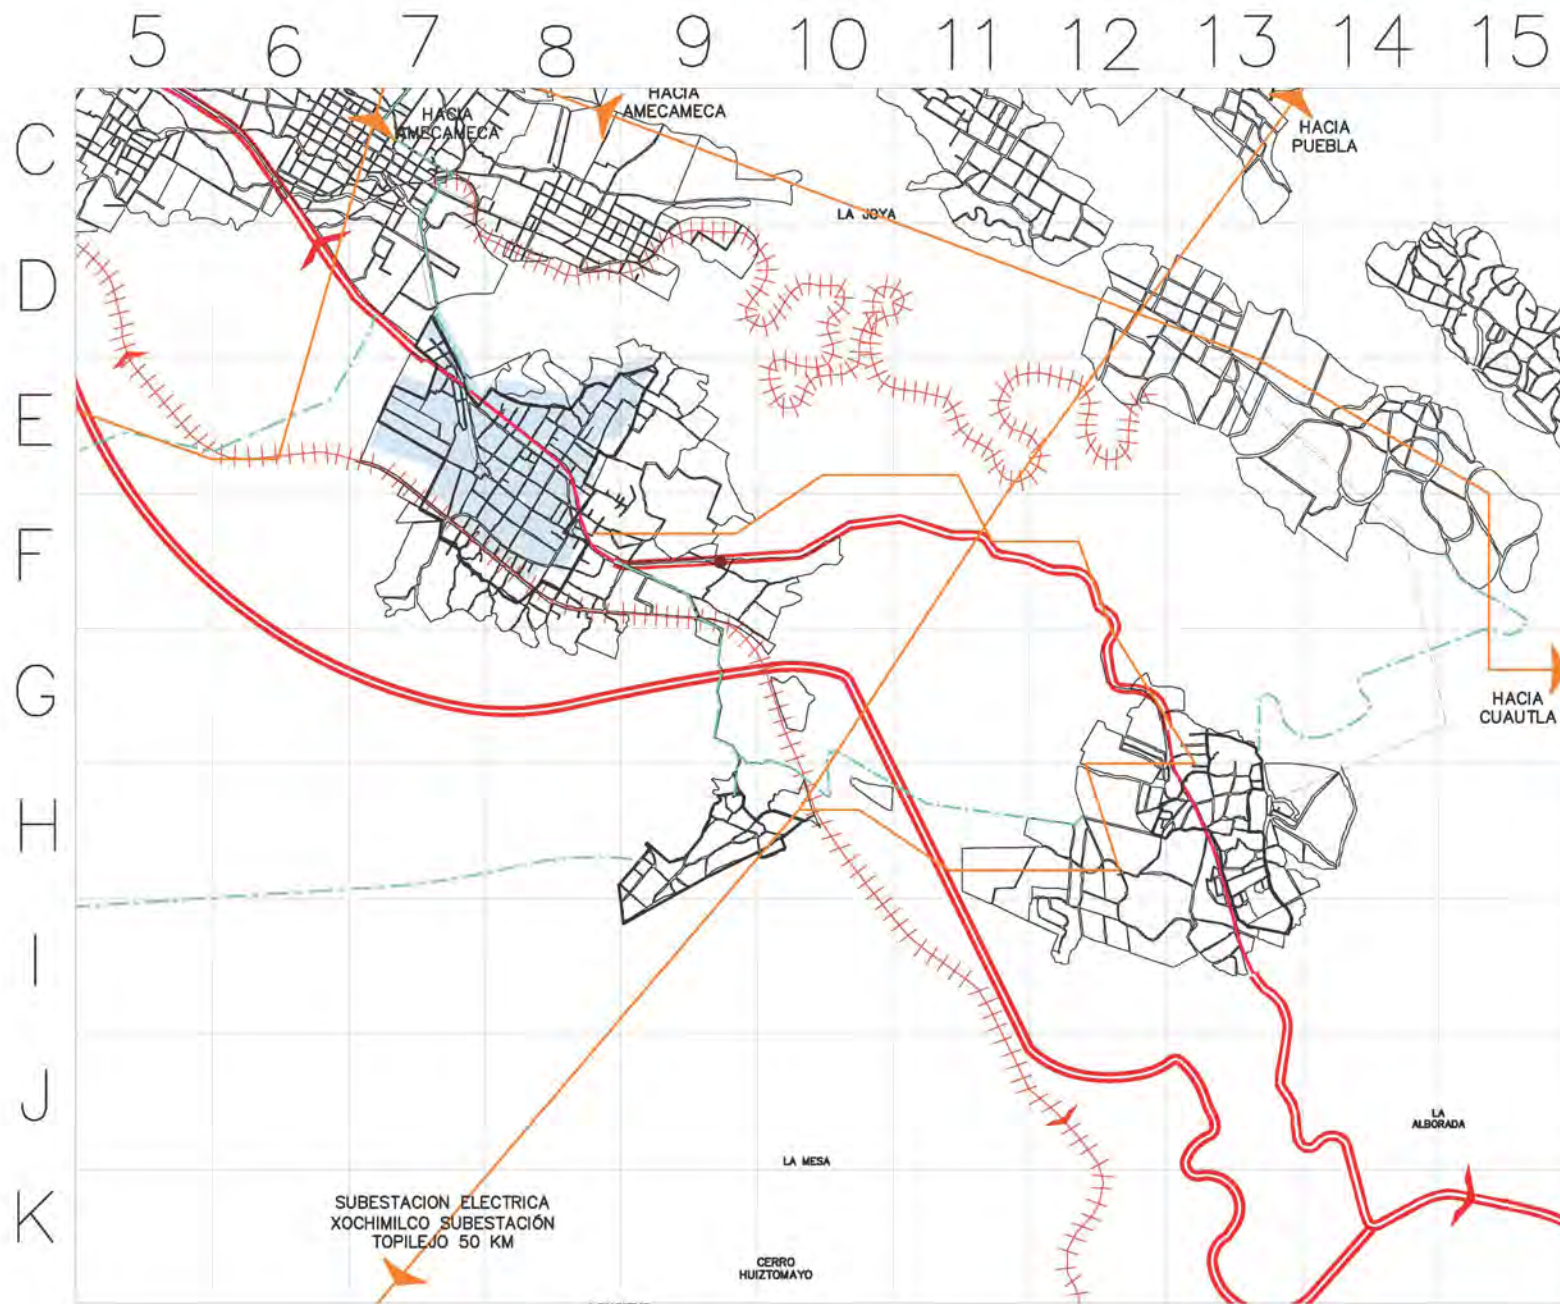 5 6 7 8 9 10 11 12 13 14 15
C
D
E
F
G
H
I
J
K
HACIA
AMECAMECA
HACIA
AMECAMECA
HACIA
PUEBLA
LA JOYA
HACIA
CUAUTLA
LA
ALBORADA
LA MESA
SUBESTACION ELECTRICA
XOCHIMILCO SUBESTACIÓN
TOPILEJO 50 KM
CERRO
HUIZTOMAYO